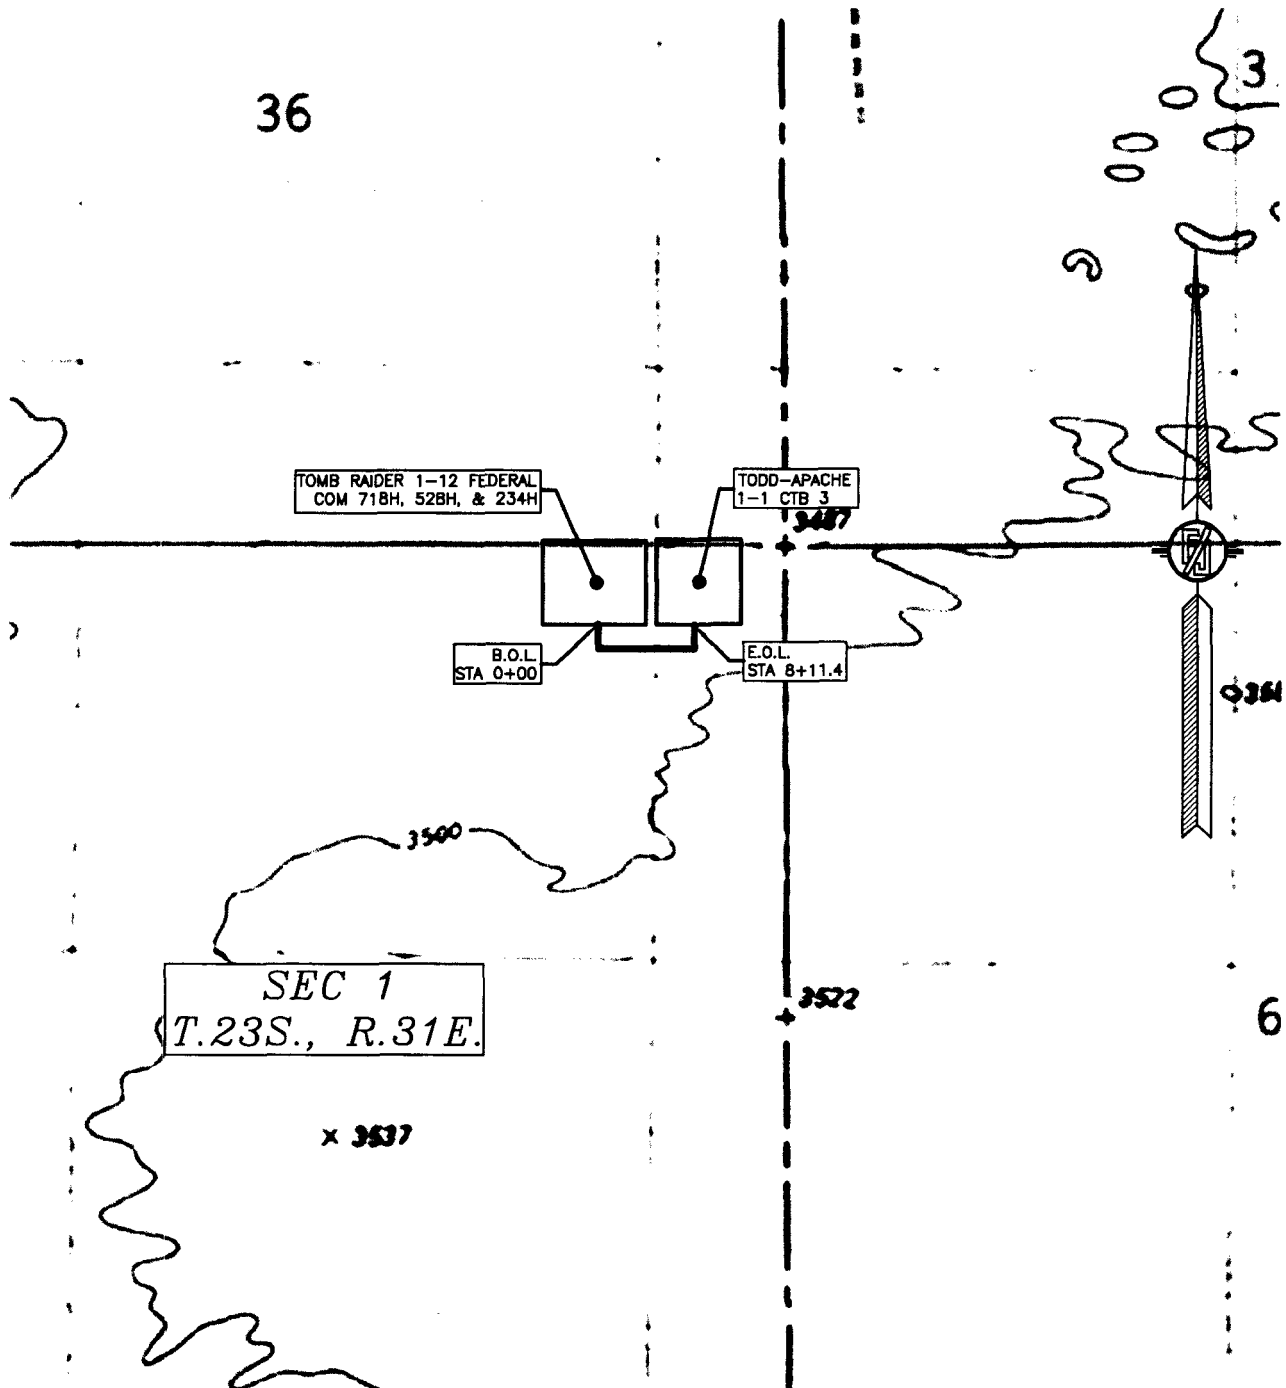 36
3
TOMB RAIDER 1-12 FEDERAL
COM 718H, 528H, & 234H
TODD-APACHE
1-1 CTB 3
3487
B.O.L.
STA 0+00
E.O.L.
STA 8+11.4
3500
SEC 1
T.23S., R.31E.
3522
6
x 3537